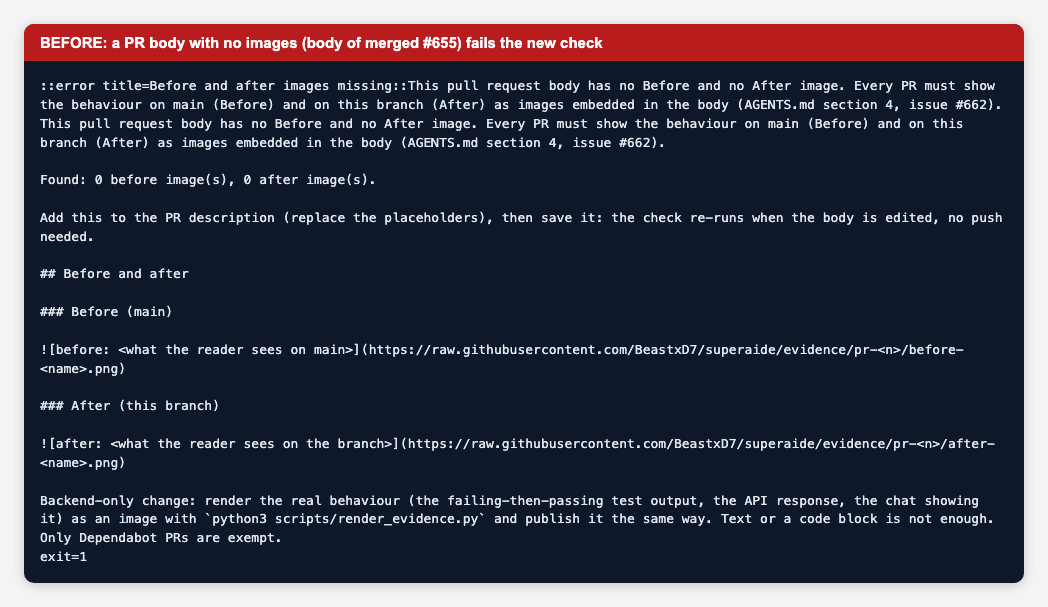 BEFORE: a PR body with no images (body of merged #655) fails the new check
::error title=Before and after images missing::This pull request body has no Before and no After image. Every PR must show
the behaviour on main (Before) and on this branch (After) as images embedded in the body (AGENTS.md section 4, issue #662).
This pull request body has no Before and no After image. Every PR must show the behaviour on main (Before) and on this
branch (After) as images embedded in the body (AGENTS.md section 4, issue #662).
Found: 0 before image(s), 0 after image(s).
Add this to the PR description (replace the placeholders), then save it: the check re-runs when the body is edited, no push
needed.
## Before and after
### Before (main)
![before: <what the reader sees on main>](https://raw.githubusercontent.com/BeastxD7/superaide/evidence/pr-<n>/before-
<name>.png)
### After (this branch)
![after: <what the reader sees on the branch>](https://raw.githubusercontent.com/BeastxD7/superaide/evidence/pr-<n>/after-
<name>.png)
Backend-only change: render the real behaviour (the failing-then-passing test output, the API response, the chat showing
it) as an image with `python3 scripts/render_evidence.py` and publish it the same way. Text or a code block is not enough.
Only Dependabot PRs are exempt.
exit=1